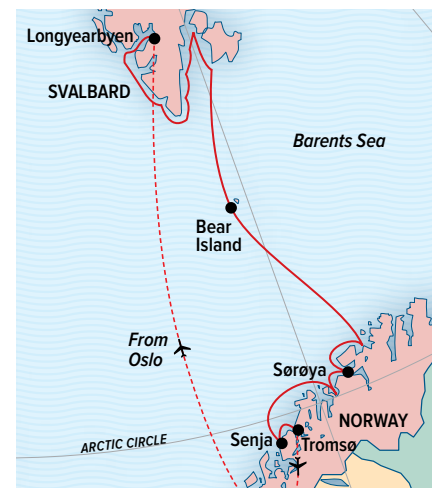 Longyearbyen
SVALBARD
Barents Sea
Bear
Island
From
Oslo
Sørøya
NORWAY
ARCTIC CIRCLE
Senja
Tromsø